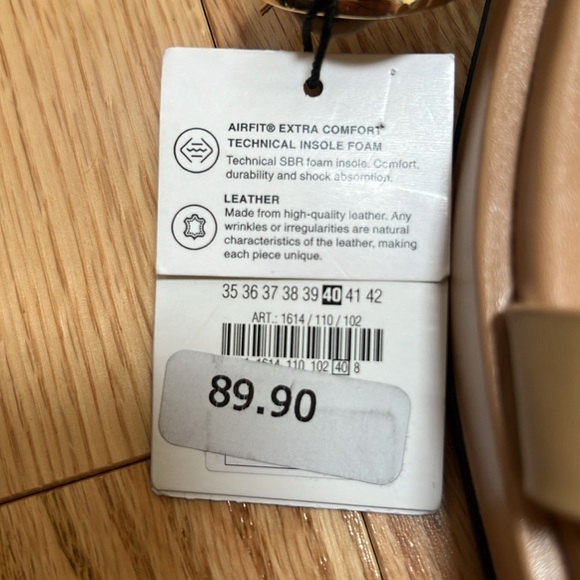 AIRFIT® EXTRA COMFORT
TECHNICAL INSOLE FOAM
Technical SBR foam insole. Comfort,
durability and shock absorption.
LEATHER
Made from high-quality leather. Any
wrinkles or irregularities are natural
characteristics of the leather, making
each piece unique.
35 36 37 38 39 40 41 42
ART.: 1614 / 110 / 102
1614 110 102 40 8
89.90